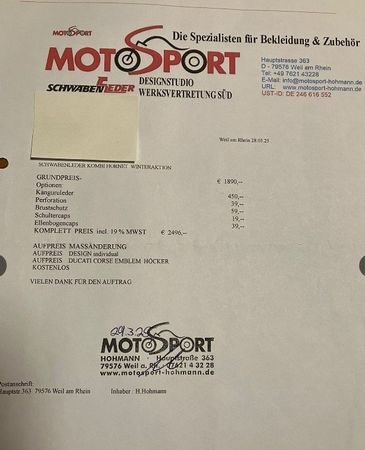 MOTOSPORT
Die Spezialisten für Bekleidung & Zubehör
MOTOSPORT
SCHWABENLEDER
DESIGNSTUDIO
WERKSVERTRETUNG SÜD
Hauptstrasse 363
D - 79576 Weil am Rhein
Tel: +49 7621 43228
E-Mail: info@motosport-hohmann.de
URL: www.motosport-hohmann.de
UST-ID: DE 246 616 552
Weil am Rhein 28.03.25
SCHWABENLEDER KOMBI HORNET WINTERAKTION
GRUNDPREIS- € 1890,--
Optionen:
Känguruleder 450,--
Perforation 39,--
Brustschutz 59,--
Schultercaps 19,--
Ellenbogencaps 39,--
KOMPLETT PREIS incl. 19 % MWST € 2496,--
AUFPREIS MASSÄNDERUNG
AUFPREIS DESIGN individual
AUFPREIS DUCATI CORSE EMBLEM HÖCKER
KOSTENLOS
VIELEN DANK FÜR DEN AUFTRAG
29.3.25
MOTOSPORT
HOHMANN · Hauptstraße 363
79576 Weil a. Rh. · 07621 4 32 28
www.motosport-hohmann.de
Postanschrift:
Hauptstr.363 79576 Weil am Rhein Inhaber : H.Hohmann